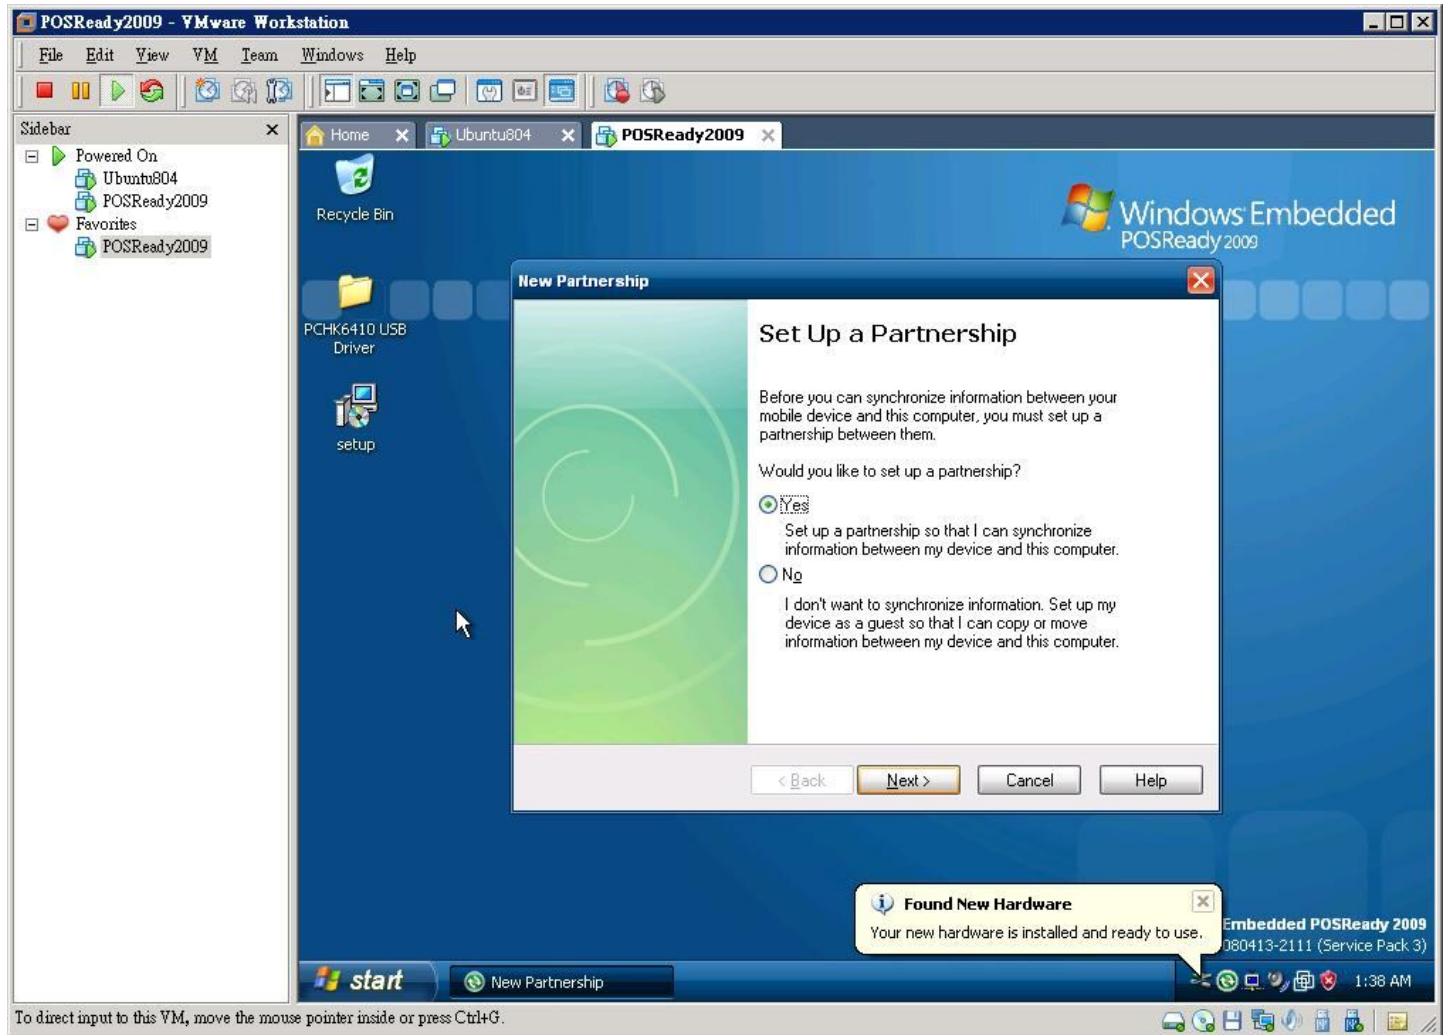 POSReady2009 - VMware Workstation
File Edit View VM Team Windows Help
Sidebar
Powered On
Ubuntu804
POSReady2009
Favorites
POSReady2009
Home Ubuntu804 POSReady2009
Recycle Bin
Windows Embedded
POSReady 2009
PCHK6410 USB
Driver
setup
New Partnership
Set Up a Partnership
Before you can synchronize information between your
mobile device and this computer, you must set up a
partnership between them.
Would you like to set up a partnership?
Yes
Set up a partnership so that I can synchronize
information between my device and this computer.
No
I don't want to synchronize information. Set up my
device as a guest so that I can copy or move
information between my device and this computer.
< Back Next > Cancel Help
Found New Hardware
Your new hardware is installed and ready to use.
Embedded POSReady 2009
080413-2111 (Service Pack 3)
start New Partnership 1:38 AM
To direct input to this VM, move the mouse pointer inside or press Ctrl+G.